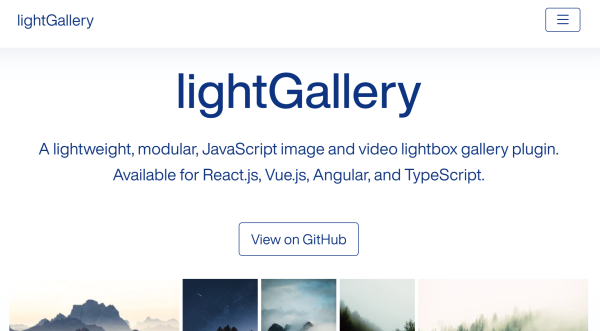 lightGallery
lightGallery
A lightweight, modular, JavaScript image and video lightbox gallery plugin.
Available for React.js, Vue.js, Angular, and TypeScript.
View on GitHub